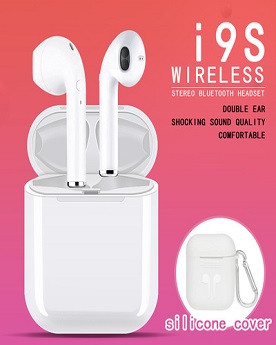 i9S
WIRELESS
STEREO BLUETOOTH HEADSET
DOUBLE EAR
SHOCKING SOUND QUALITY
COMFORTABLE
silicone cover